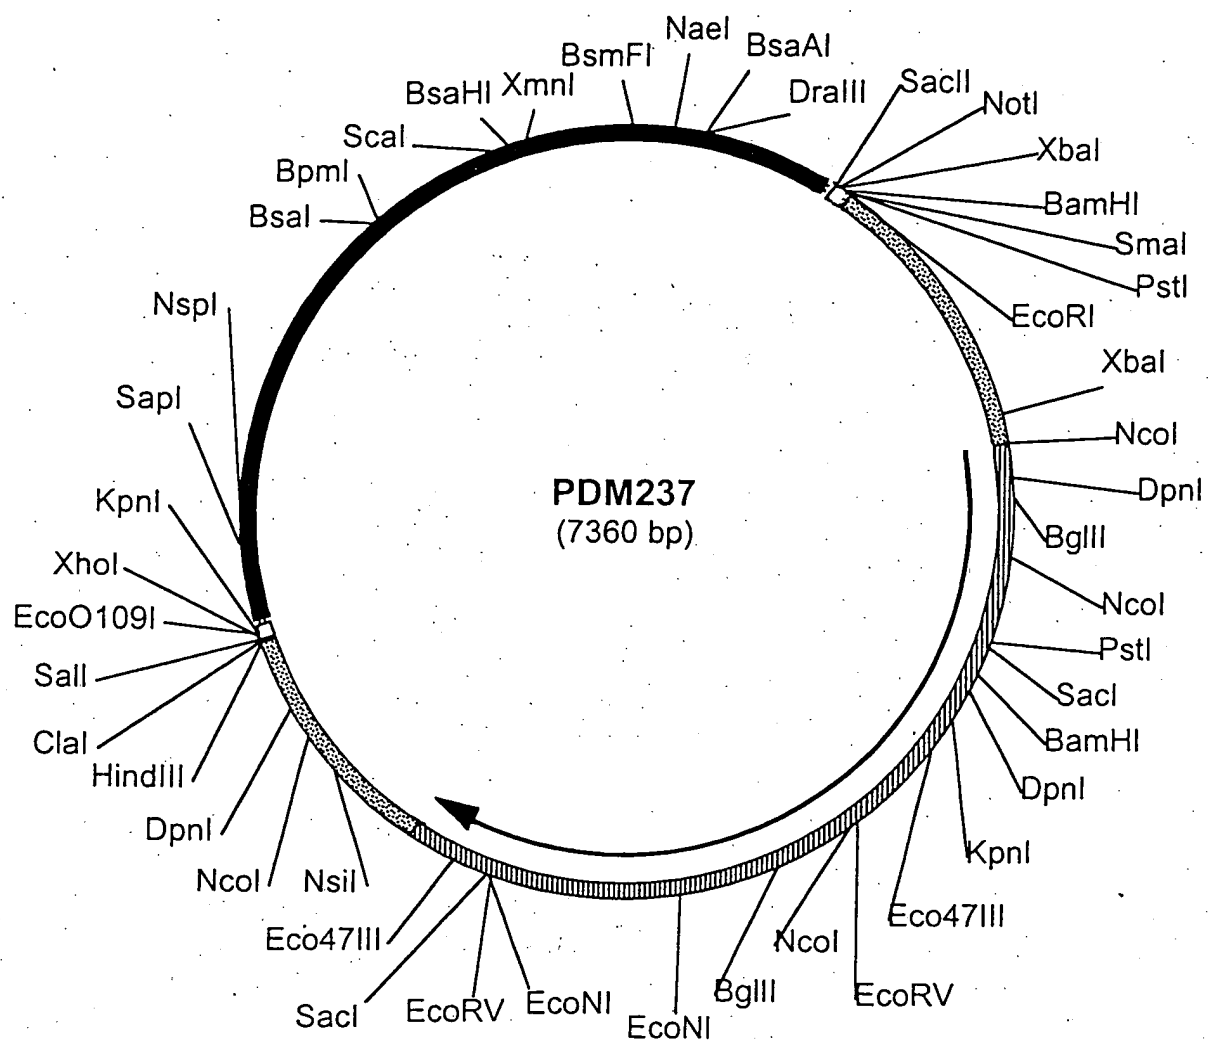 NaeI
BsmFI
BsaAI
BsaHI
XmnI
DraIII
SacII
NotI
ScaI
XbaI
BpmI
BamHI
BsaI
SmaI
PstI
NspI
EcoRI
XbaI
SapI
NcoI
KpnI
PDM237
DpnI
(7360 bp)
BglII
XhoI
NcoI
EcoO109I
PstI
SalI
SacI
ClaI
BamHI
HindIII
DpnI
DpnI
KpnI
NcoI
NsiI
Eco47III
Eco47III
NcoI
BglII
EcoRV
SacI
EcoRV
EcoNI
EcoNI